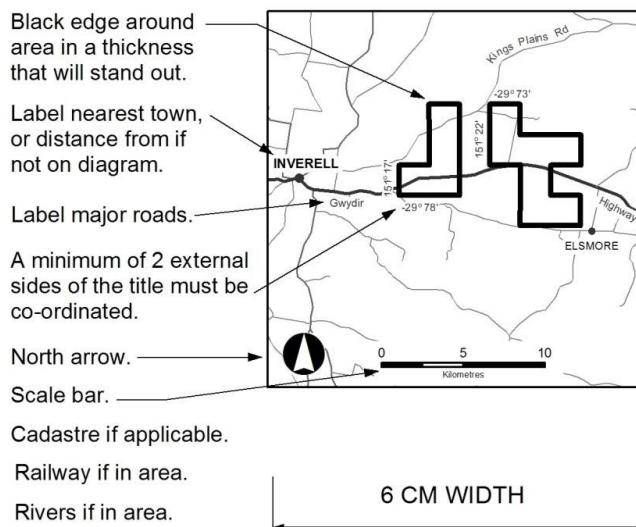 Black edge around
area in a thickness
that will stand out.
Label nearest town,
or distance from if
not on diagram.
Label major roads.
A minimum of 2 external
sides of the title must be
co-ordinated.
North arrow.
Scale bar.
Cadastre if applicable.
Railway if in area.
Rivers if in area.
Kings Plains Rd
-29° 73'
151° 22'
INVERELL
151° 17'
Gwydir
Highway
-29° 78'
ELSMORE
0 5 10
Kilometres
6 CM WIDTH